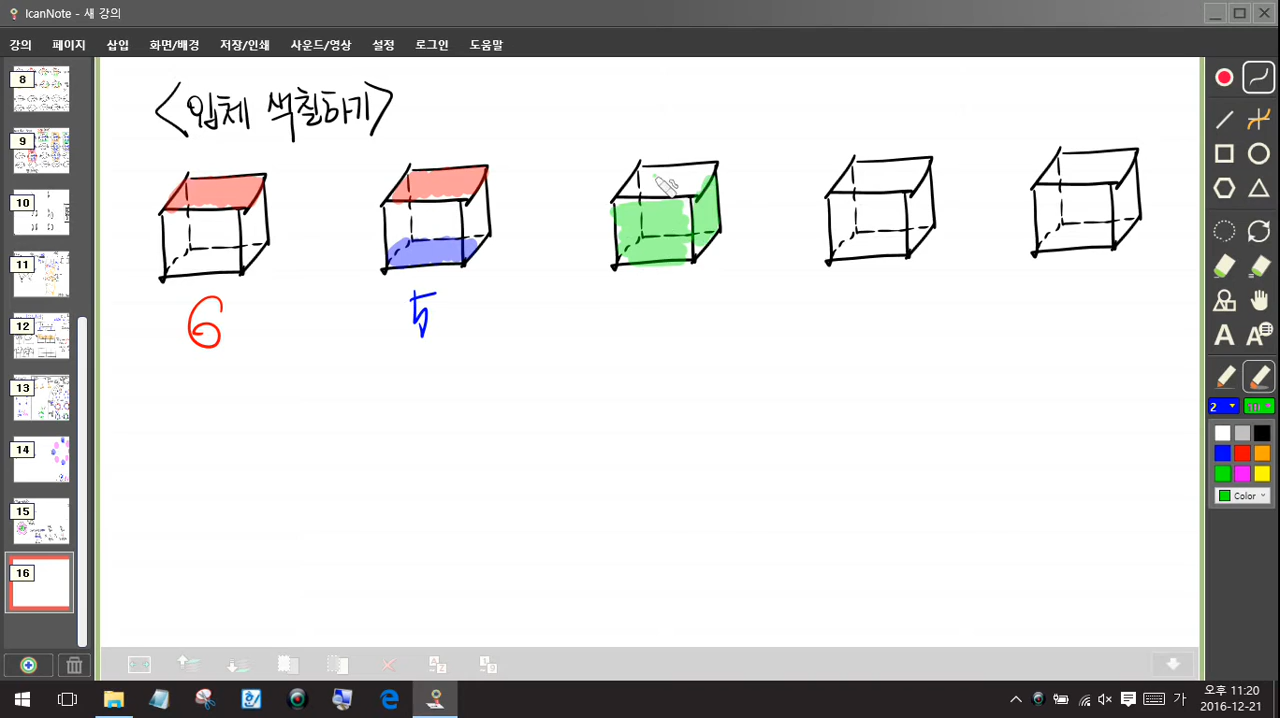 IcanNote - 새 강의
강의 페이지 삽입 화면/배경 저장/인쇄 사운드/영상 설정 로그인 도움말
<입체 색칠하기>
6 5
8
9
10
11
12
13
14
15
16
A A
2
Color
가 오후 11:20
2016-12-21